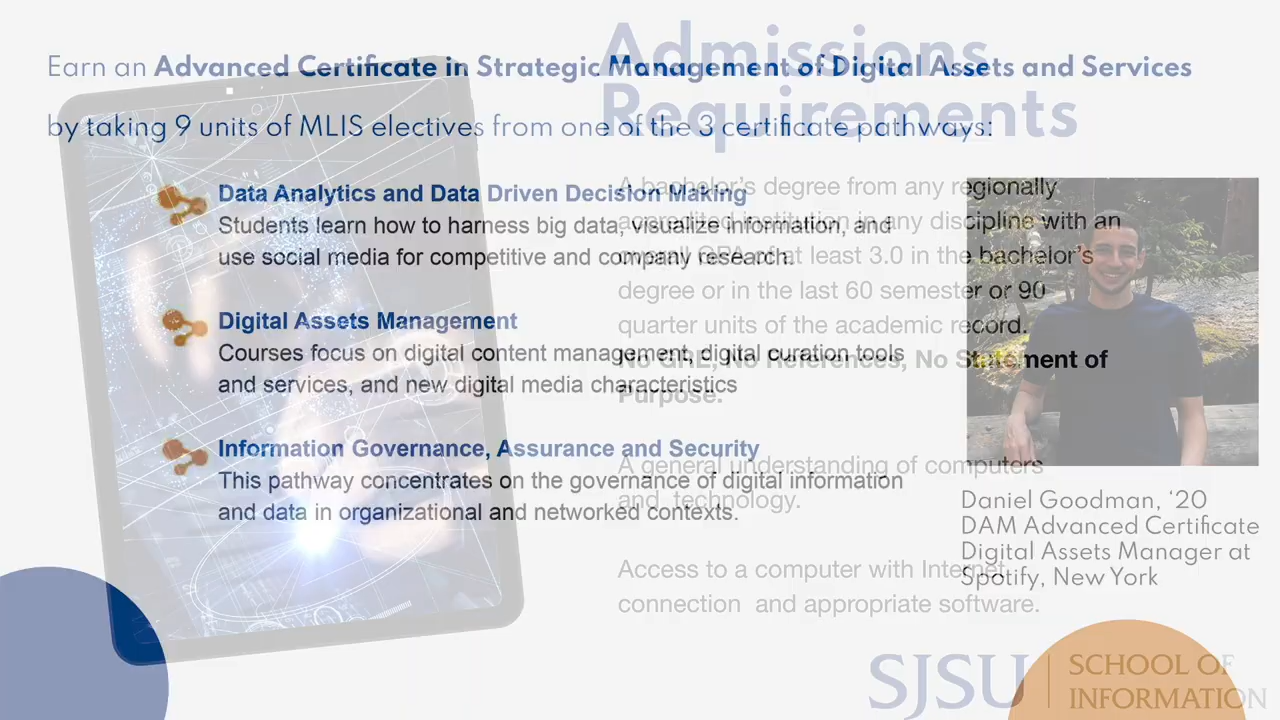 Earn an Advanced Certificate in Strategic Management of Digital Assets and Services
by taking 9 units of MLIS electives from one of the 3 certificate pathways:
Data Analytics and Data Driven Decision Making
Students learn how to harness big data, visualize information, and
use social media for competitive and company research.
Digital Assets Management
Courses focus on digital content management, digital curation tools
and services, and new digital media characteristics
Information Governance, Assurance and Security
This pathway concentrates on the governance of digital information
and data in organizational and networked contexts.
Daniel Goodman, ‘20
DAM Advanced Certificate
Digital Assets Manager at
Spotify, New York
Admissions
Requirements
A bachelor’s degree from any regionally
accredited institution in any discipline with an
overall GPA of at least 3.0 in the bachelor’s
degree or in the last 60 semester or 90
quarter units of the academic record.
No GRE, No References, No Statement of
Purpose.
A general understanding of computers
and technology.
Access to a computer with Internet
connection and appropriate software.
SJSU SCHOOL OF
INFORMATION